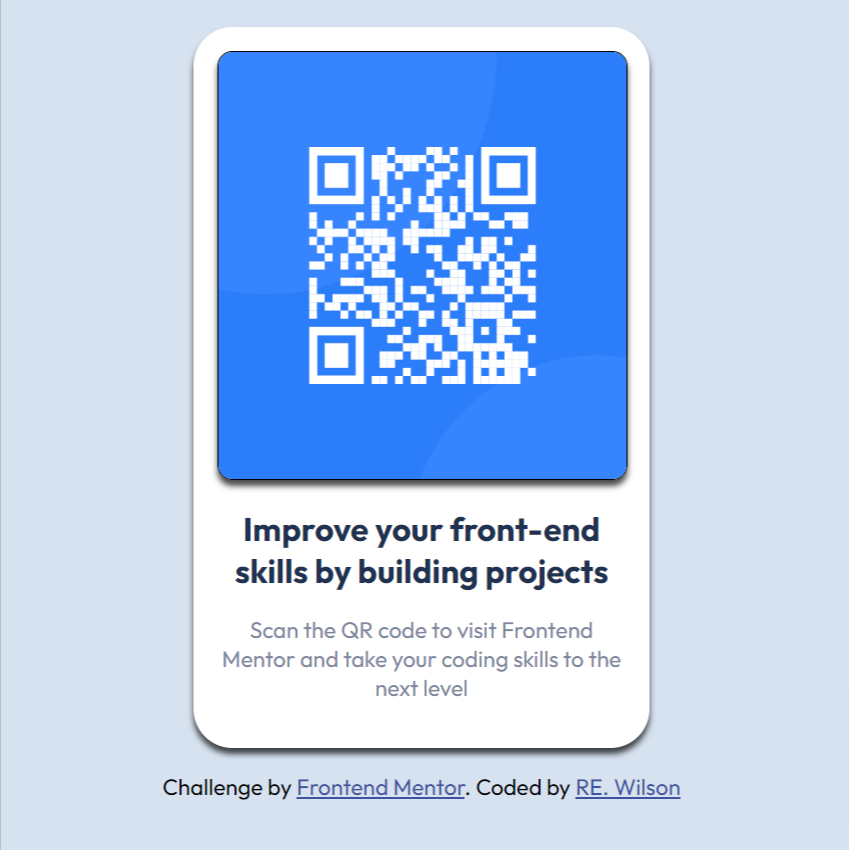 Improve your front-end
skills by building projects
Scan the QR code to visit Frontend
Mentor and take your coding skills to the
next level
Challenge by Frontend Mentor. Coded by RE. Wilson